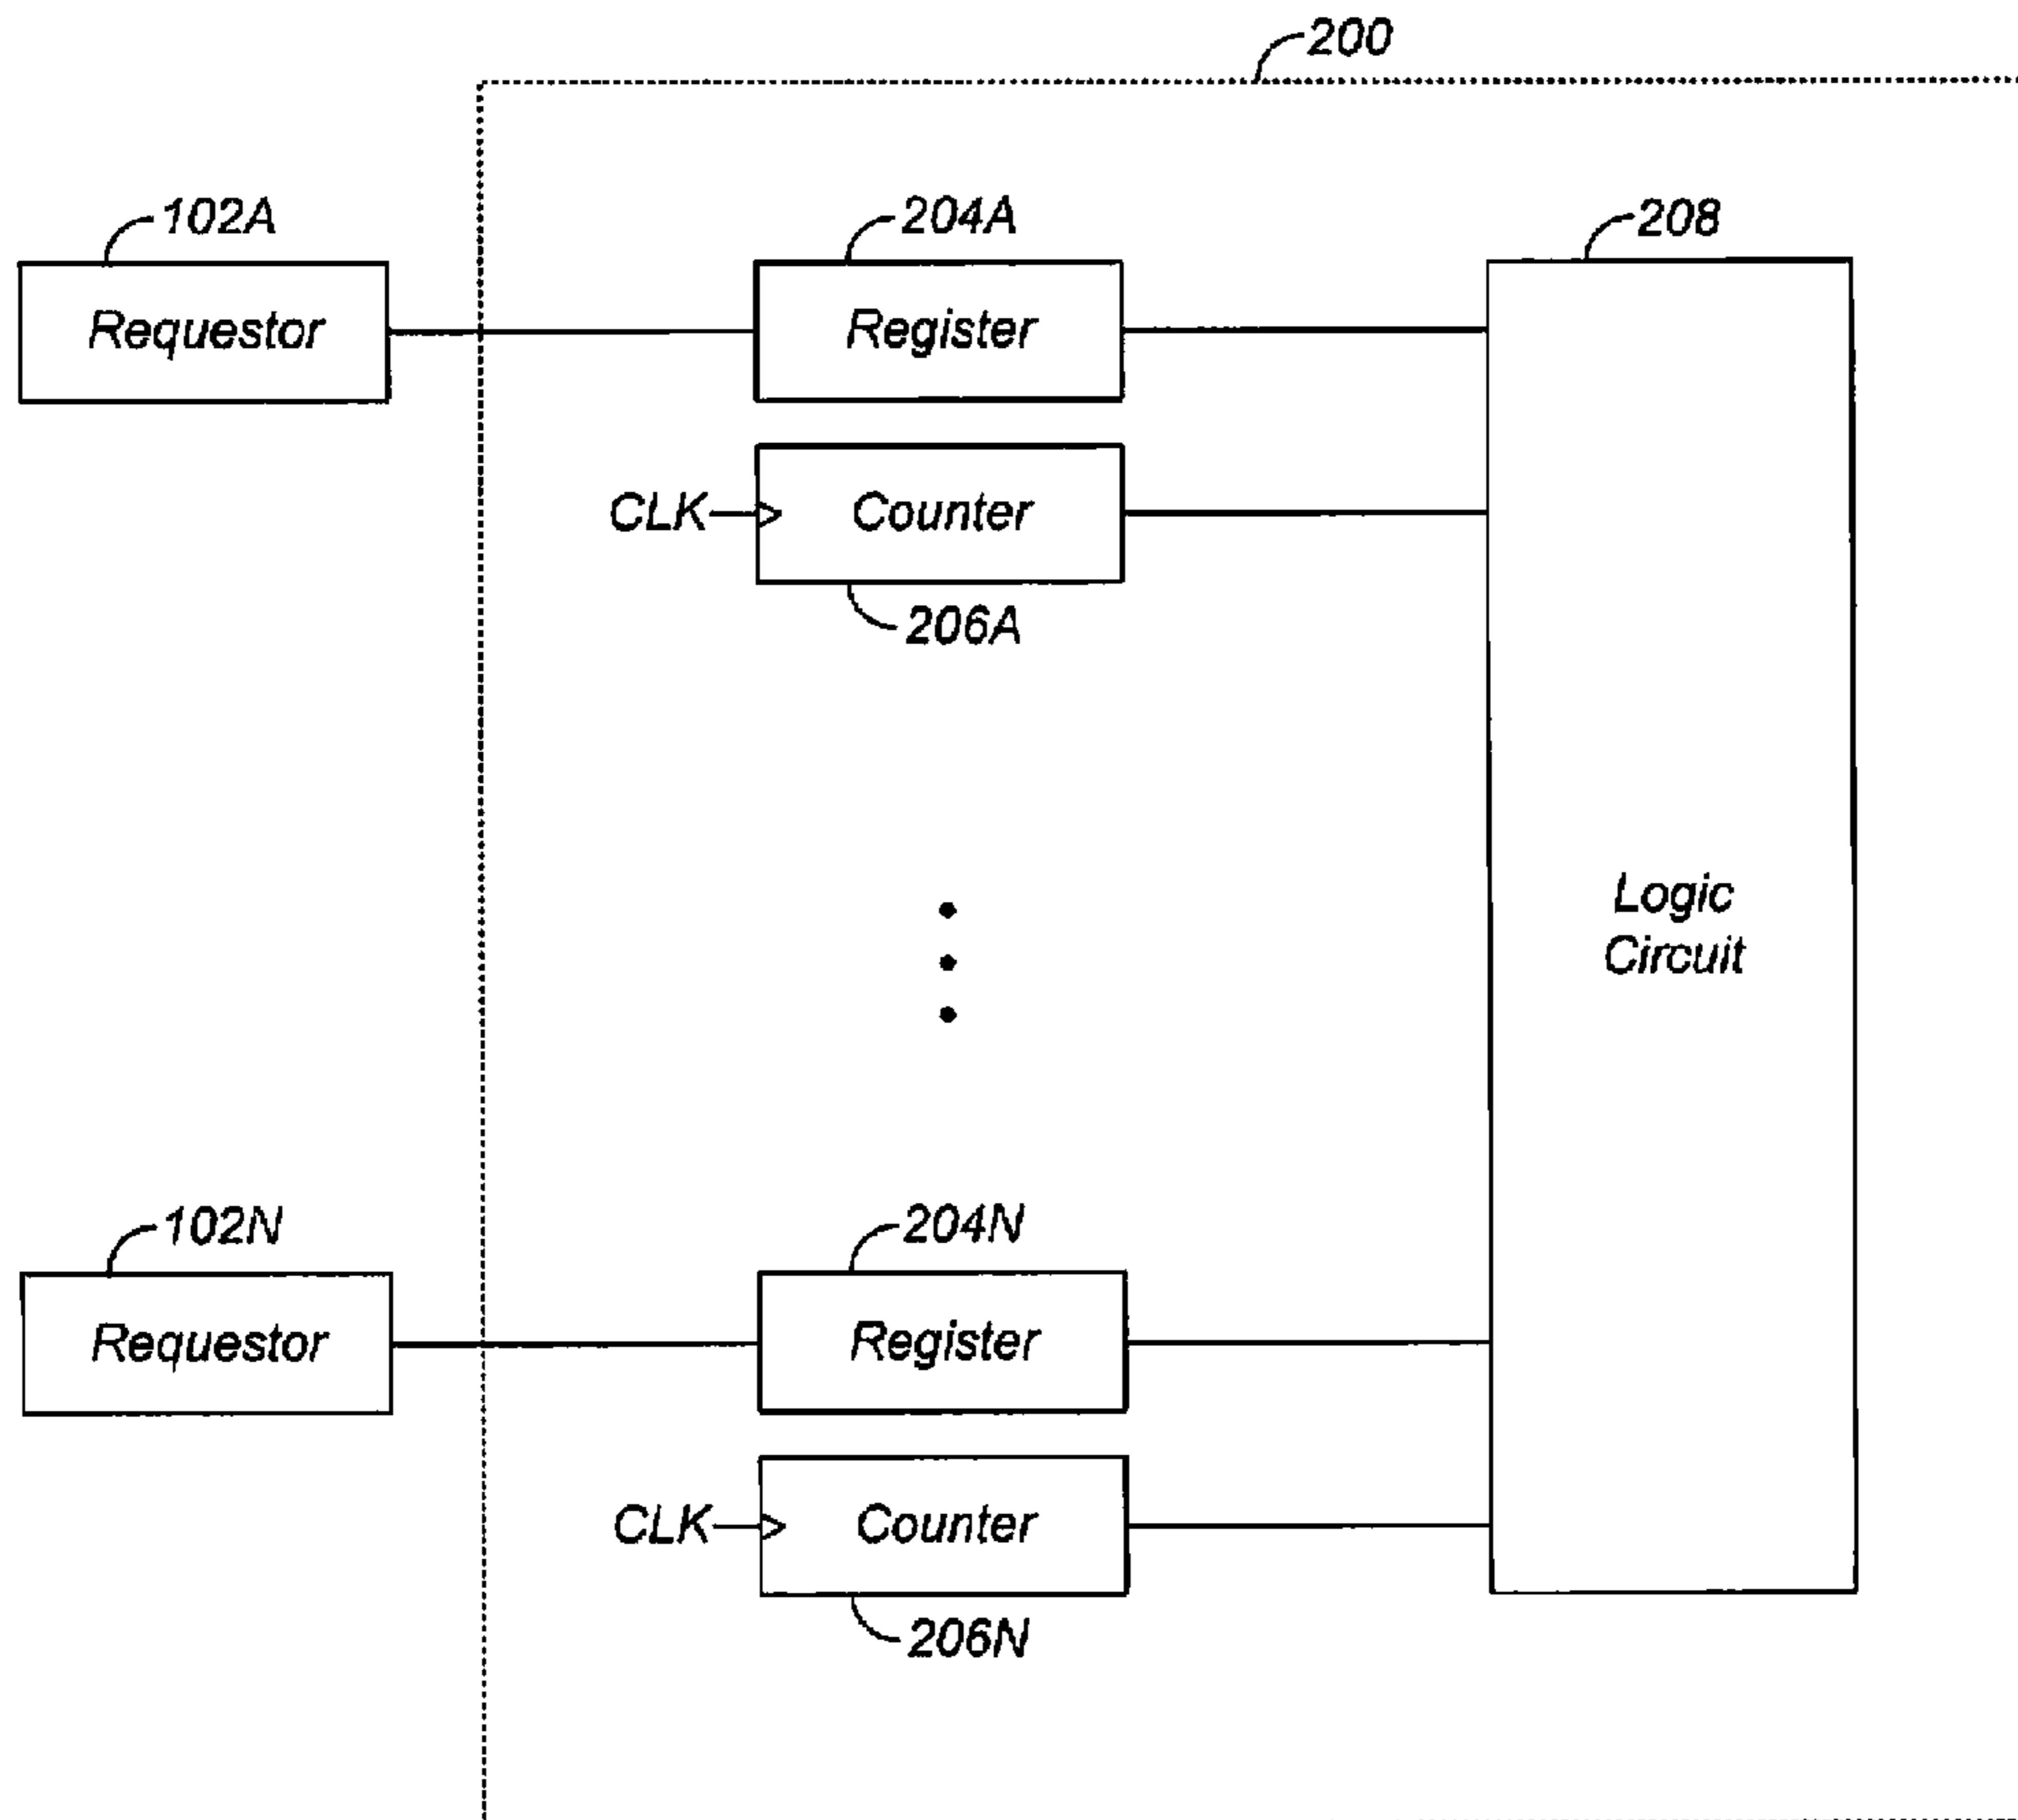 200
102A
204A
208
Requestor
Register
CLK
Counter
206A
Logic
Circuit
102N
204N
Requestor
Register
CLK
Counter
206N